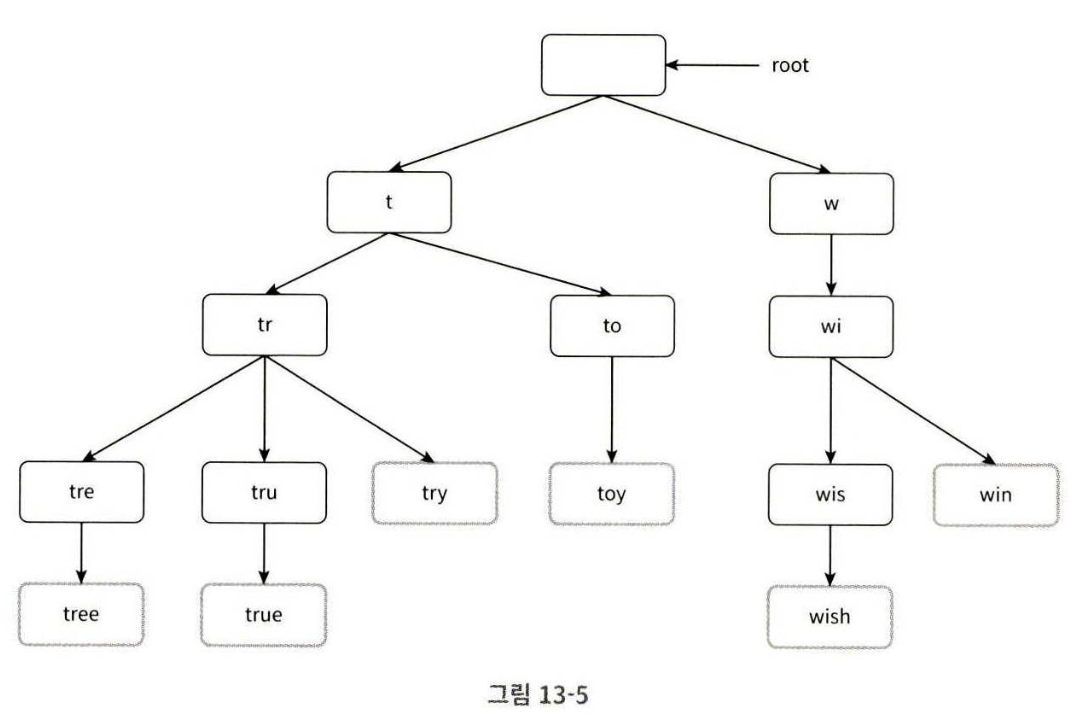 root
t
w
tr
to
wi
tre
tru
try
toy
wis
win
tree
true
wish
그림 13-5